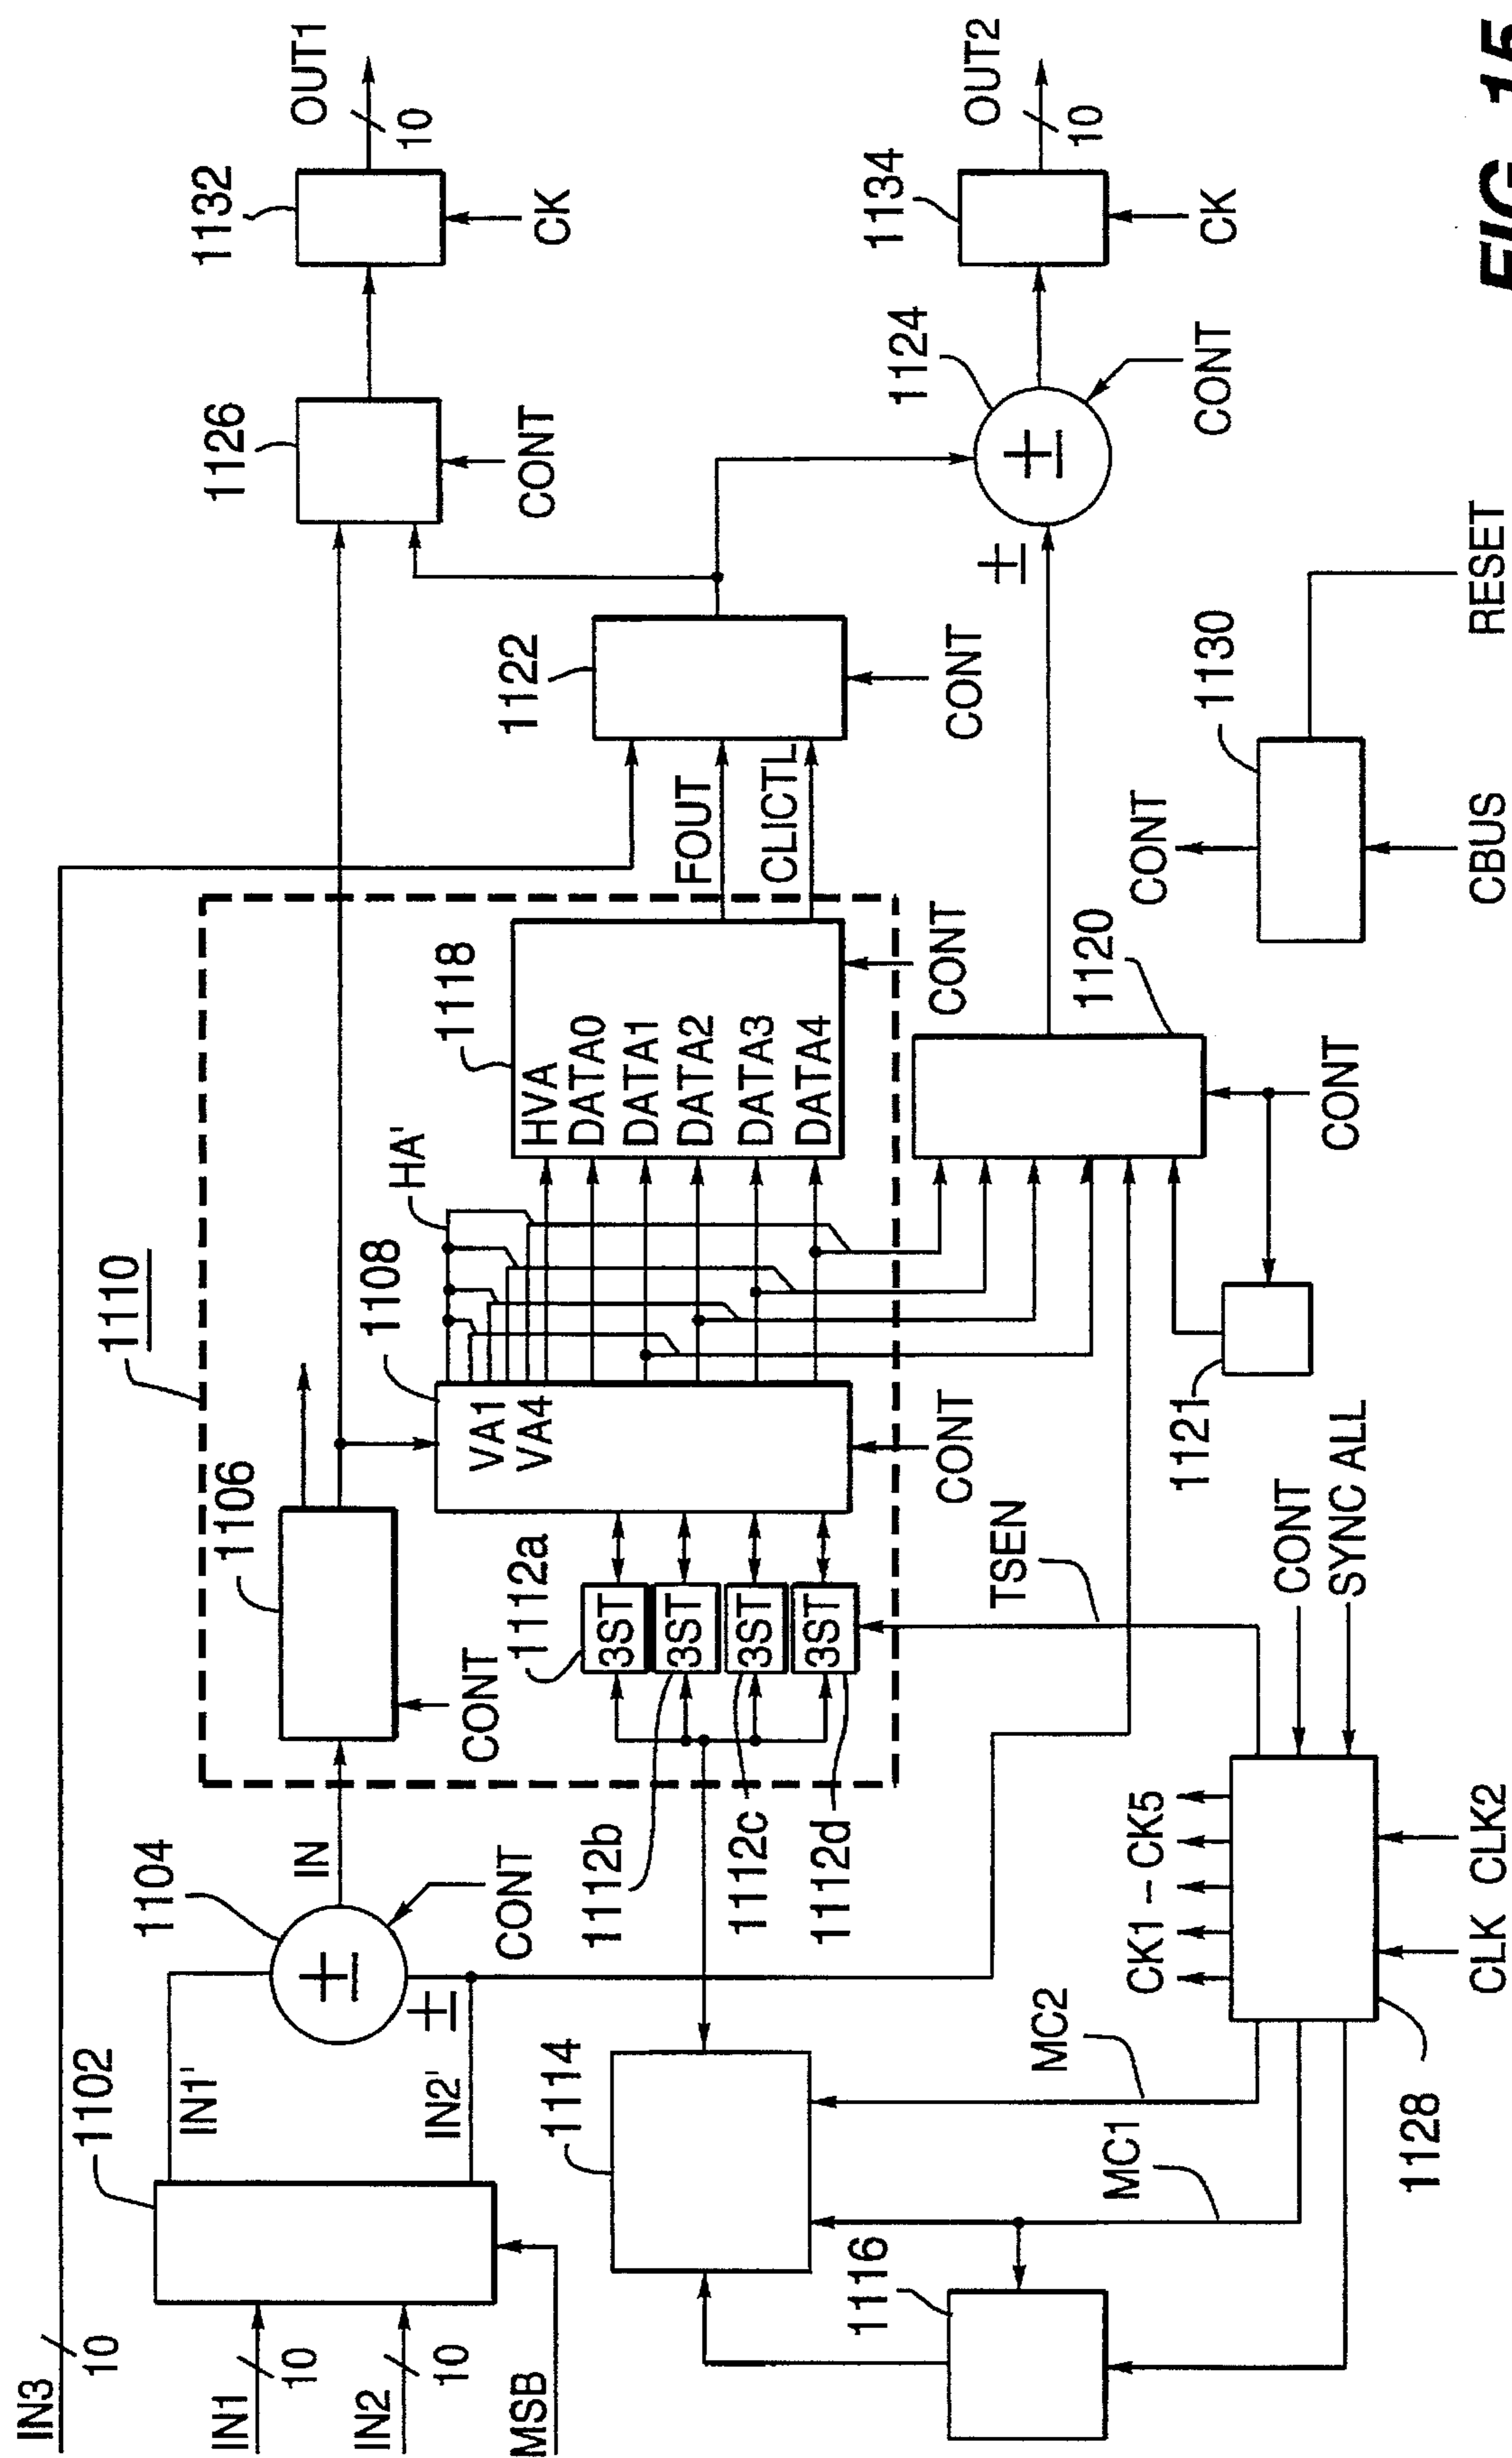 IN3
10
IN1
10
IN2
10
MSB
1102
IN1'
IN2'
1104
±
±
IN
CONT
1110
1106
CONT
1108
VA1
VA4
CONT
HA'
1112a
3ST
3ST
3ST
3ST
1112b
1112c
1112d
1118
HVA
DATA0
DATA1
DATA2
DATA3
DATA4
CONT
FOUT
CLICTL
1122
CONT
1126
CONT
1132
CK
OUT1
10
1114
1116
MC1
MC2
1128
CK1 – CK5
CLK CLK2
CONT
SYNC ALL
TSEN
1121
1120
CONT
±
±
1124
CONT
1134
CK
OUT2
10
1130
CONT
CBUS
RESET
FIG. 15